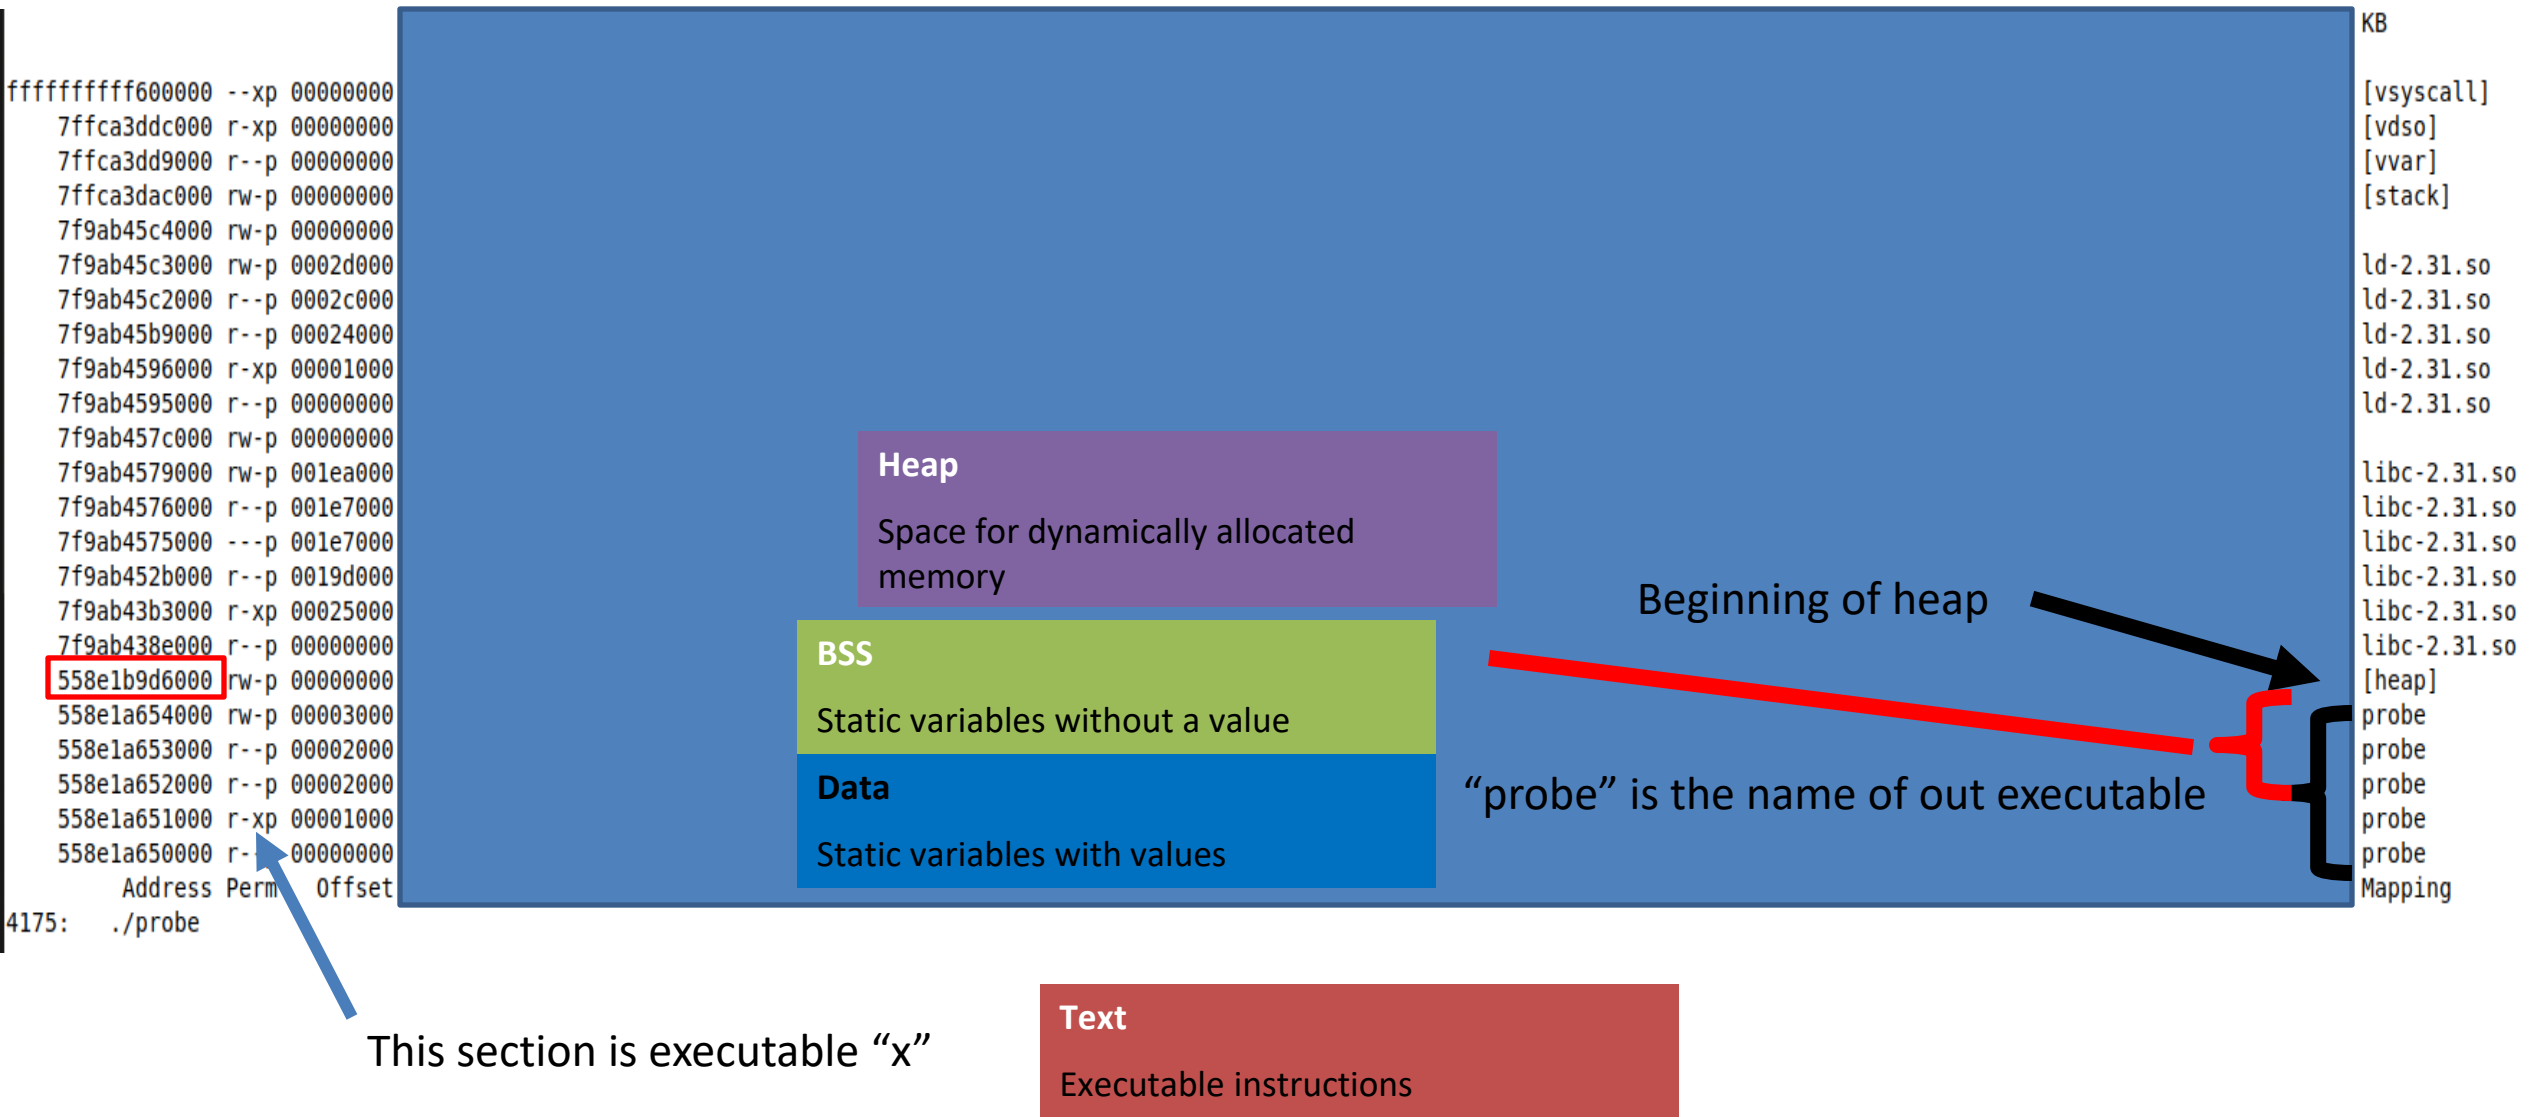 KB
ffffffffff600000 --xp 00000000 [vsyscall]
7ffca3ddc000 r-xp 00000000 [vdso]
7ffca3dd9000 r--p 00000000 [vvar]
7ffca3dac000 rw-p 00000000 [stack]
7f9ab45c4000 rw-p 00000000
7f9ab45c3000 rw-p 0002d000 ld-2.31.so
7f9ab45c2000 r--p 0002c000 ld-2.31.so
7f9ab45b9000 r--p 00024000 ld-2.31.so
7f9ab4596000 r-xp 00001000 ld-2.31.so
7f9ab4595000 r--p 00000000 ld-2.31.so
7f9ab457c000 rw-p 00000000
7f9ab4579000 rw-p 001ea000 libc-2.31.so
7f9ab4576000 r--p 001e7000 libc-2.31.so
7f9ab4575000 ---p 001e7000 libc-2.31.so
7f9ab452b000 r--p 0019d000 libc-2.31.so
7f9ab43b3000 r-xp 00025000 libc-2.31.so
7f9ab438e000 r--p 00000000 libc-2.31.so
558e1b9d6000 rw-p 00000000 [heap]
558e1a654000 rw-p 00003000 probe
558e1a653000 r--p 00002000 probe
558e1a652000 r--p 00002000 probe
558e1a651000 r-xp 00001000 probe
558e1a650000 r-- 00000000 probe
Address Perm Offset Mapping
4175: ./probe
Heap
Space for dynamically allocated
memory
Beginning of heap
BSS
Static variables without a value
Data
Static variables with values
“probe” is the name of out executable
This section is executable “x”
Text
Executable instructions